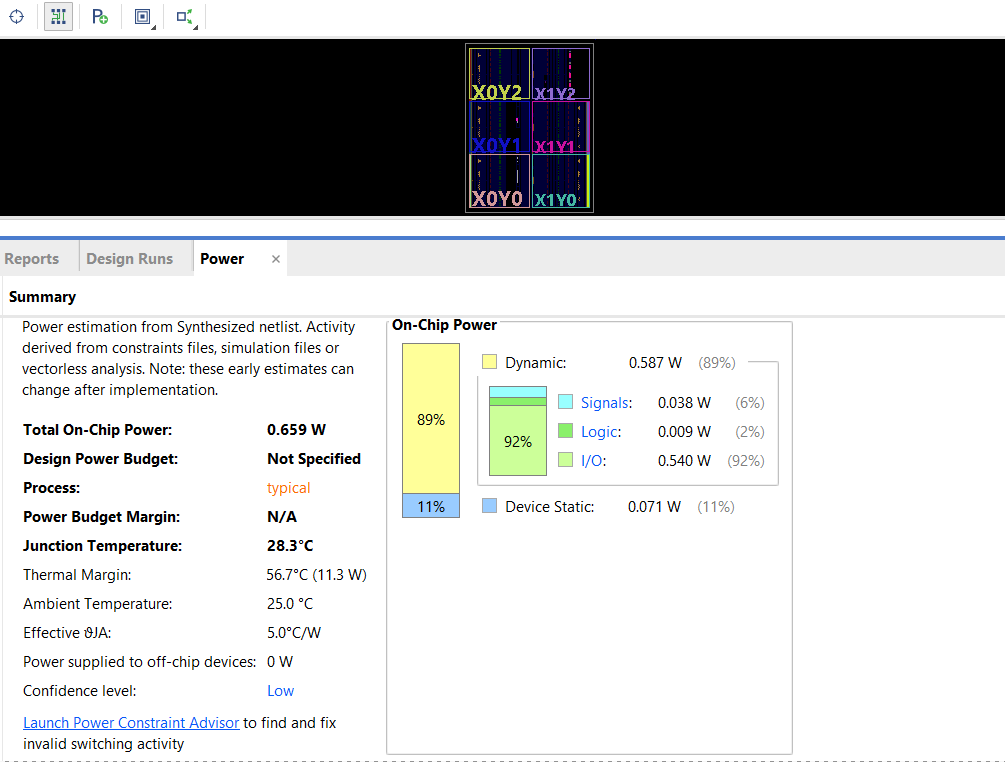 X0Y2 X1Y2
X0Y1 X1Y1
X0Y0 X1Y0
Reports Design Runs Power ×
Summary
Power estimation from Synthesized netlist. Activity
derived from constraints files, simulation files or
vectorless analysis. Note: these early estimates can
change after implementation.
Total On-Chip Power: 0.659 W
Design Power Budget: Not Specified
Process: typical
Power Budget Margin: N/A
Junction Temperature: 28.3°C
Thermal Margin: 56.7°C (11.3 W)
Ambient Temperature: 25.0 °C
Effective ϑJA: 5.0°C/W
Power supplied to off-chip devices: 0 W
Confidence level: Low
Launch Power Constraint Advisor to find and fix
invalid switching activity
On-Chip Power
89%
11%
Dynamic: 0.587 W (89%)
92%
Signals: 0.038 W (6%)
Logic: 0.009 W (2%)
I/O: 0.540 W (92%)
Device Static: 0.071 W (11%)